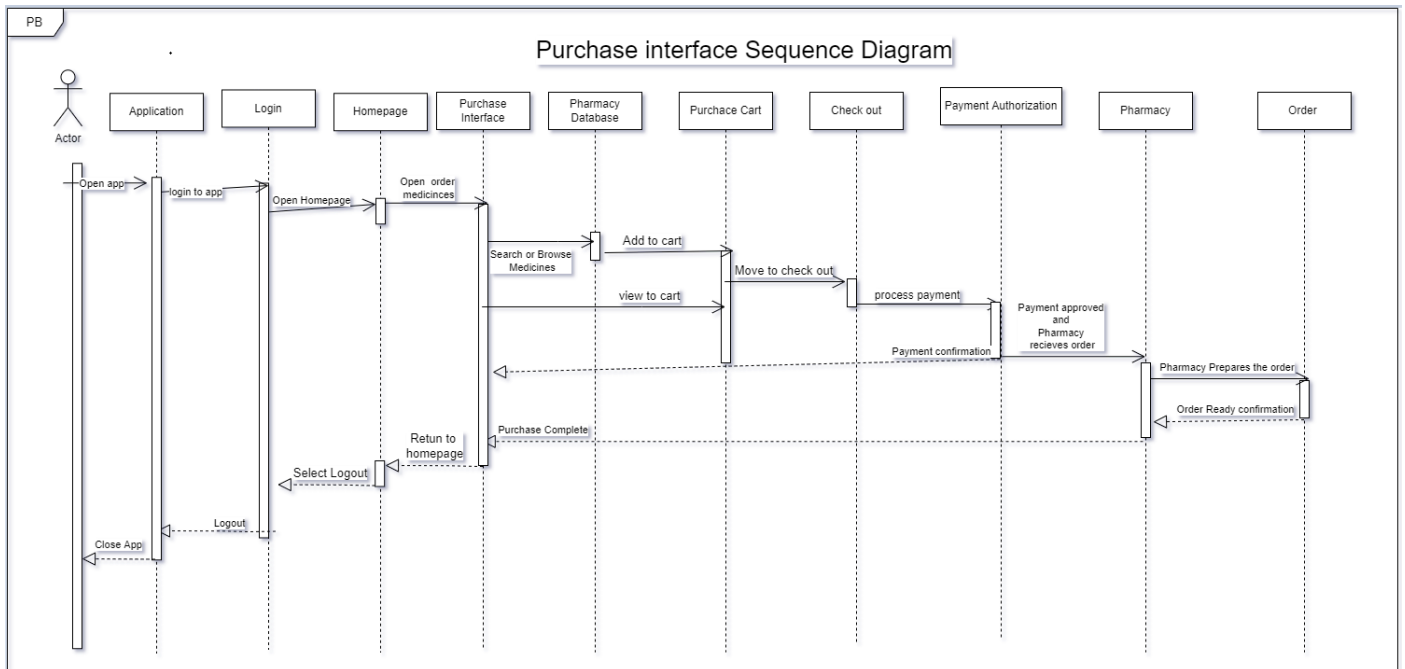 PB
Purchase interface Sequence Diagram
Actor
Application
Login
Homepage
Purchase
Interface
Pharmacy
Database
Purchace Cart
Check out
Payment Authorization
Pharmacy
Order
Open app
login to app
Open Homepage
Open order
medicinces
Search or Browse
Medicines
Add to cart
Move to check out
view to cart
process payment
Payment approved
and
Pharmacy
recieves order
Payment confirmation
Pharmacy Prepares the order
Order Ready confirmation
Purchase Complete
Retun to
homepage
Select Logout
Logout
Close App